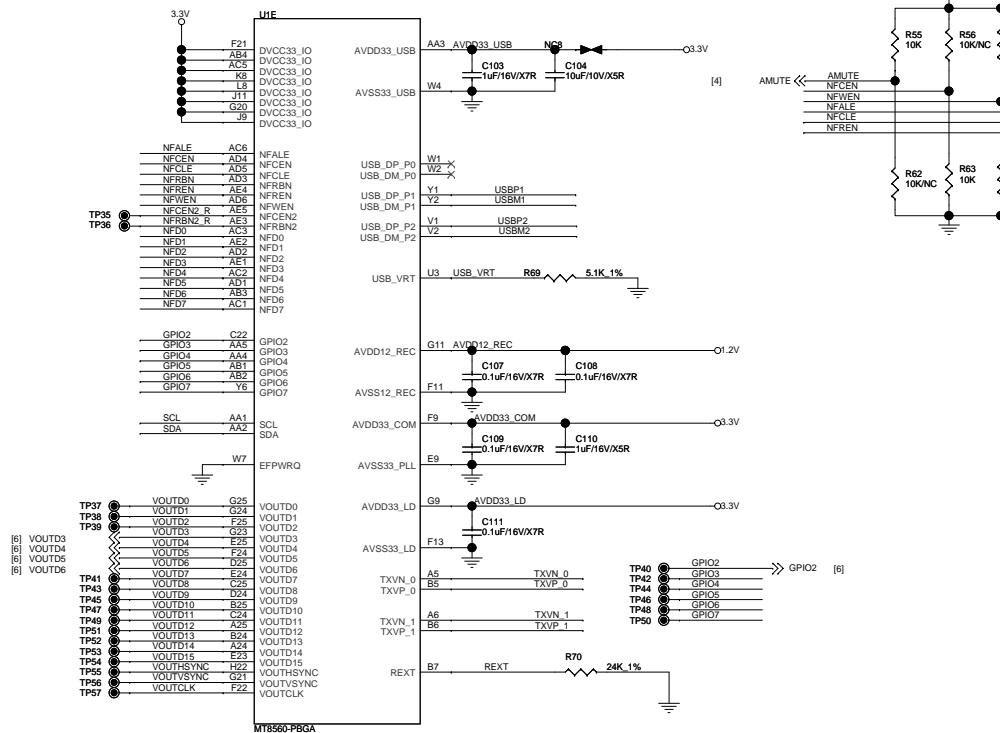 3.3V
U1E
F21 DVCC33_IO
AB4 DVCC33_IO
AC5 DVCC33_IO
K8 DVCC33_IO
L8 DVCC33_IO
J11 DVCC33_IO
G20 DVCC33_IO
J9 DVCC33_IO
NFALE AC6 NFALE
NFCEN AD4 NFCEN
NFCLE AD5 NFCLE
NFRBN AD3 NFRBN
NFREN AE4 NFREN
NFWEN AD6 NFWEN
TP35 NFCEN2_R AE5 NFCEN2
TP36 NFRBN2_R AE3 NFRBN2
NFD0 AC3 NFD0
NFD1 AE2 NFD1
NFD2 AD2 NFD2
NFD3 AE1 NFD3
NFD4 AC2 NFD4
NFD5 AD1 NFD5
NFD6 AB3 NFD6
NFD7 AC1 NFD7
GPIO2 C22 GPIO2
GPIO3 AA5 GPIO3
GPIO4 AA4 GPIO4
GPIO5 AB1 GPIO5
GPIO6 AB2 GPIO6
GPIO7 Y6 GPIO7
SCL AA1 SCL
SDA AA2 SDA
W7 EFPWRQ
TP37 VOUTD0 G25 VOUTD0
TP38 VOUTD1 G24 VOUTD1
TP39 VOUTD2 F25 VOUTD2
[6] VOUTD3 VOUTD3 G23 VOUTD3
[6] VOUTD4 VOUTD4 E25 VOUTD4
[6] VOUTD5 VOUTD5 F24 VOUTD5
[6] VOUTD6 VOUTD6 D25 VOUTD6
TP41 VOUTD7 E24 VOUTD7
TP43 VOUTD8 C25 VOUTD8
TP45 VOUTD9 D24 VOUTD9
TP47 VOUTD10 B25 VOUTD10
TP49 VOUTD11 C24 VOUTD11
TP51 VOUTD12 A25 VOUTD12
TP52 VOUTD13 B24 VOUTD13
TP53 VOUTD14 A24 VOUTD14
TP54 VOUTD15 E23 VOUTD15
TP55 VOUTHSYNC H22 VOUTHSYNC
TP56 VOUTVSYNC G21 VOUTVSYNC
TP57 VOUTCLK F22 VOUTCLK
MT8560-PBGA
AVDD33_USB AA3 AVDD33_USB NC8 3.3V
C103
1uF/16V/X7R
C104
10uF/10V/X5R
AVSS33_USB W4
USB_DP_P0 W1
USB_DM_P0 W2
USB_DP_P1 Y1 USBP1
USB_DM_P1 Y2 USBM1
USB_DP_P2 V1 USBP2
USB_DM_P2 V2 USBM2
USB_VRT U3 USB_VRT R69 5.1K_1%
AVDD12_REC G11 AVDD12_REC 1.2V
C107
0.1uF/16V/X7R
C108
0.1uF/16V/X7R
AVSS12_REC F11
AVDD33_COM F9 AVDD33_COM 3.3V
C109
0.1uF/16V/X7R
C110
1uF/16V/X5R
AVSS33_PLL E9
AVDD33_LD G9 AVDD33_LD 3.3V
C111
0.1uF/16V/X7R
AVSS33_LD F13
TXVN_0 A5 TXVN_0
TXVP_0 B5 TXVP_0
TXVN_1 A6 TXVN_1
TXVP_1 B6 TXVP_1
REXT B7 REXT R70 24K_1%
R55
10K
R56
10K/NC
[4] AMUTE AMUTE
NFCEN
NFWEN
NFALE
NFCLE
NFREN
R62
10K/NC
R63
10K
TP40 GPIO2 GPIO2 [6]
TP42 GPIO3
TP44 GPIO4
TP46 GPIO5
TP48 GPIO6
TP50 GPIO7